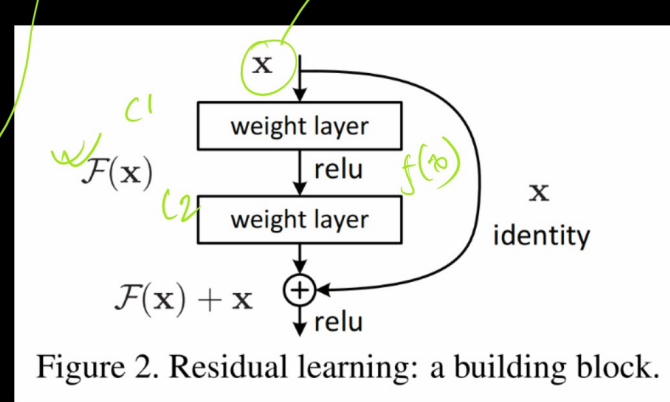 x
C1
weight layer
F(x)
relu
f(x)
C2
weight layer
x
identity
F(x) + x
+
relu
Figure 2. Residual learning: a building block.